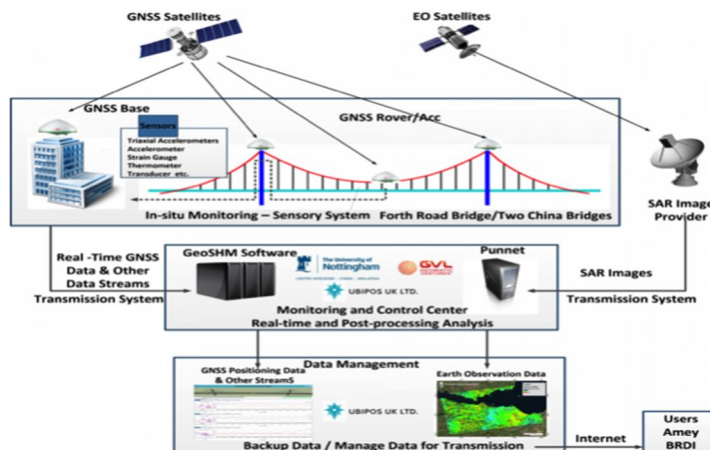 GNSS Satellites
EO Satellites
GNSS Base
GNSS Rover/Acc
Sensors
Triaxial Accelerometers
Accelerometer
Strain Gauge
Thermometer
Transducer etc.
In-situ Monitoring – Sensory System
Forth Road Bridge/Two China Bridges
SAR Image
Provider
Real -Time GNSS
Data & Other
Data Streams
Transmission System
GeoSHM Software
The University of
Nottingham
GVL
Punnet
UBIPOS UK LTD.
Monitoring and Control Center
Real-time and Post-processing Analysis
SAR Images
Transmission System
Data Management
GNSS Positioning Data
& Other StreamS
Earth Observation Data
UBIPOS UK LTD.
Backup Data / Manage Data for Transmission
Internet
Users
Amey
BRDI